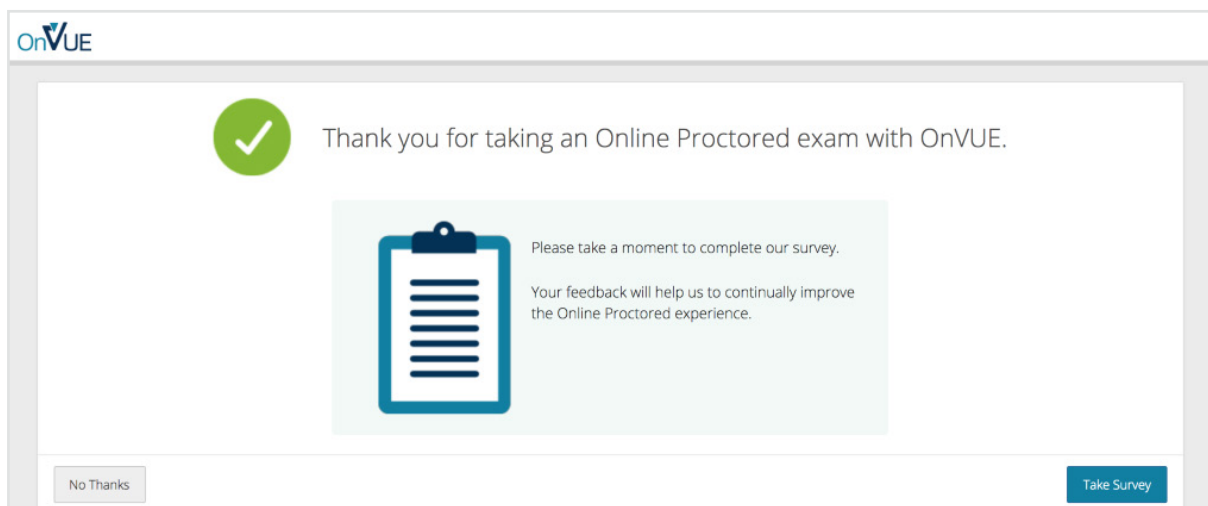 OnVUE
Thank you for taking an Online Proctored exam with OnVUE.
Please take a moment to complete our survey.
Your feedback will help us to continually improve
the Online Proctored experience.
No Thanks
Take Survey